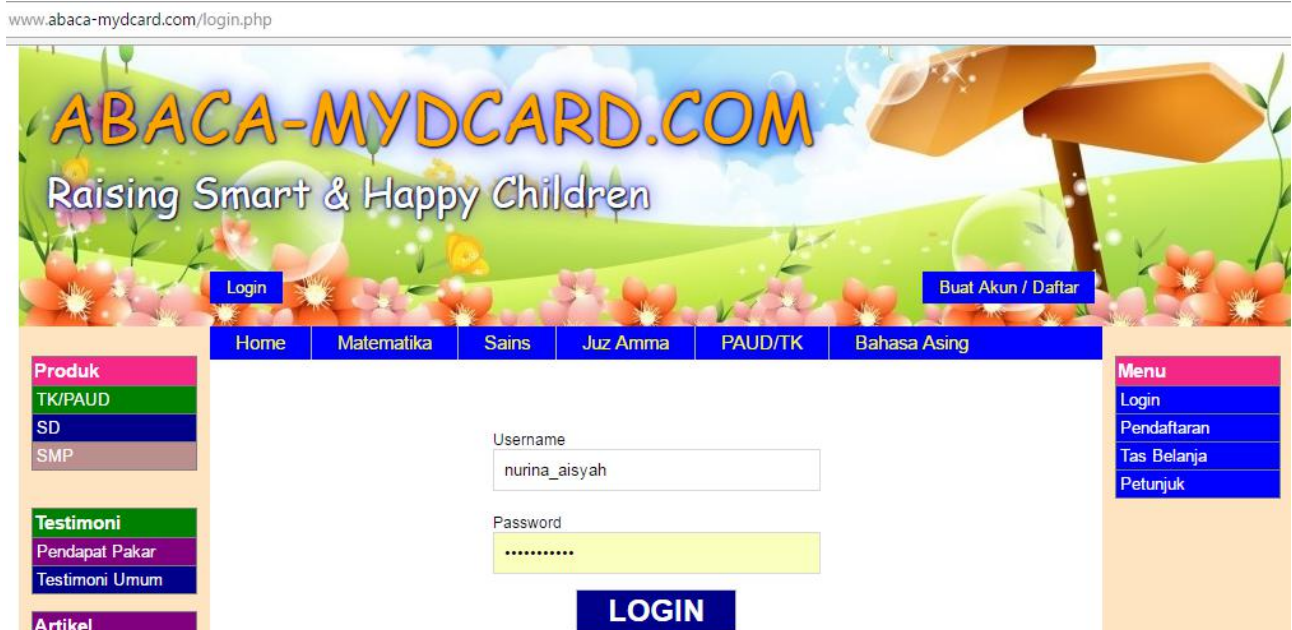 www.abaca-mydcard.com/login.php
ABACA-MYDCARD.COM
Raising Smart & Happy Children
Login
Buat Akun / Daftar
Home Matematika Sains Juz Amma PAUD/TK Bahasa Asing
Produk
TK/PAUD
SD
SMP
Testimoni
Pendapat Pakar
Testimoni Umum
Artikel
Username
nurina_aisyah
Password
•••••••••••
LOGIN
Menu
Login
Pendaftaran
Tas Belanja
Petunjuk